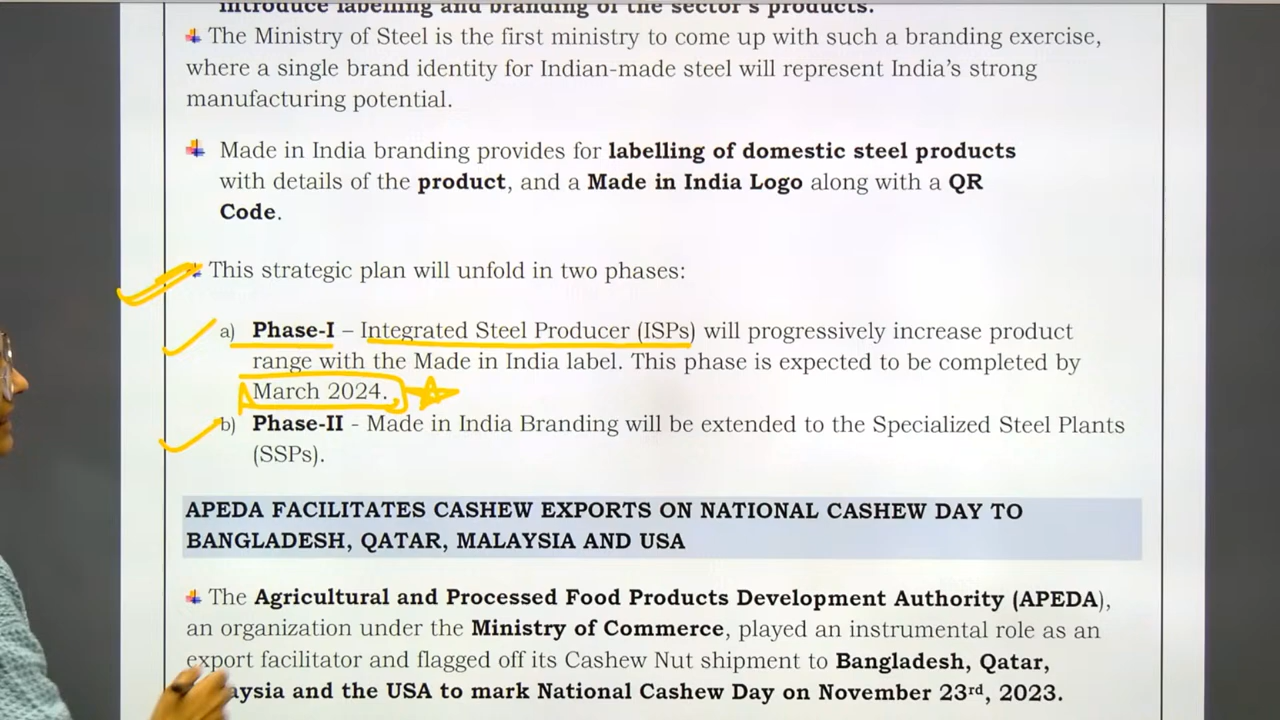 introduce labelling and branding of the sector's products.
The Ministry of Steel is the first ministry to come up with such a branding exercise,
where a single brand identity for Indian-made steel will represent India's strong
manufacturing potential.
Made in India branding provides for labelling of domestic steel products
with details of the product, and a Made in India Logo along with a QR
Code.
This strategic plan will unfold in two phases:
a) Phase-I – Integrated Steel Producer (ISPs) will progressively increase product
range with the Made in India label. This phase is expected to be completed by
March 2024.
b) Phase-II - Made in India Branding will be extended to the Specialized Steel Plants
(SSPs).
APEDA FACILITATES CASHEW EXPORTS ON NATIONAL CASHEW DAY TO
BANGLADESH, QATAR, MALAYSIA AND USA
The Agricultural and Processed Food Products Development Authority (APEDA),
an organization under the Ministry of Commerce, played an instrumental role as an
export facilitator and flagged off its Cashew Nut shipment to Bangladesh, Qatar,
and the USA to mark National Cashew Day on November 23rd, 2023.